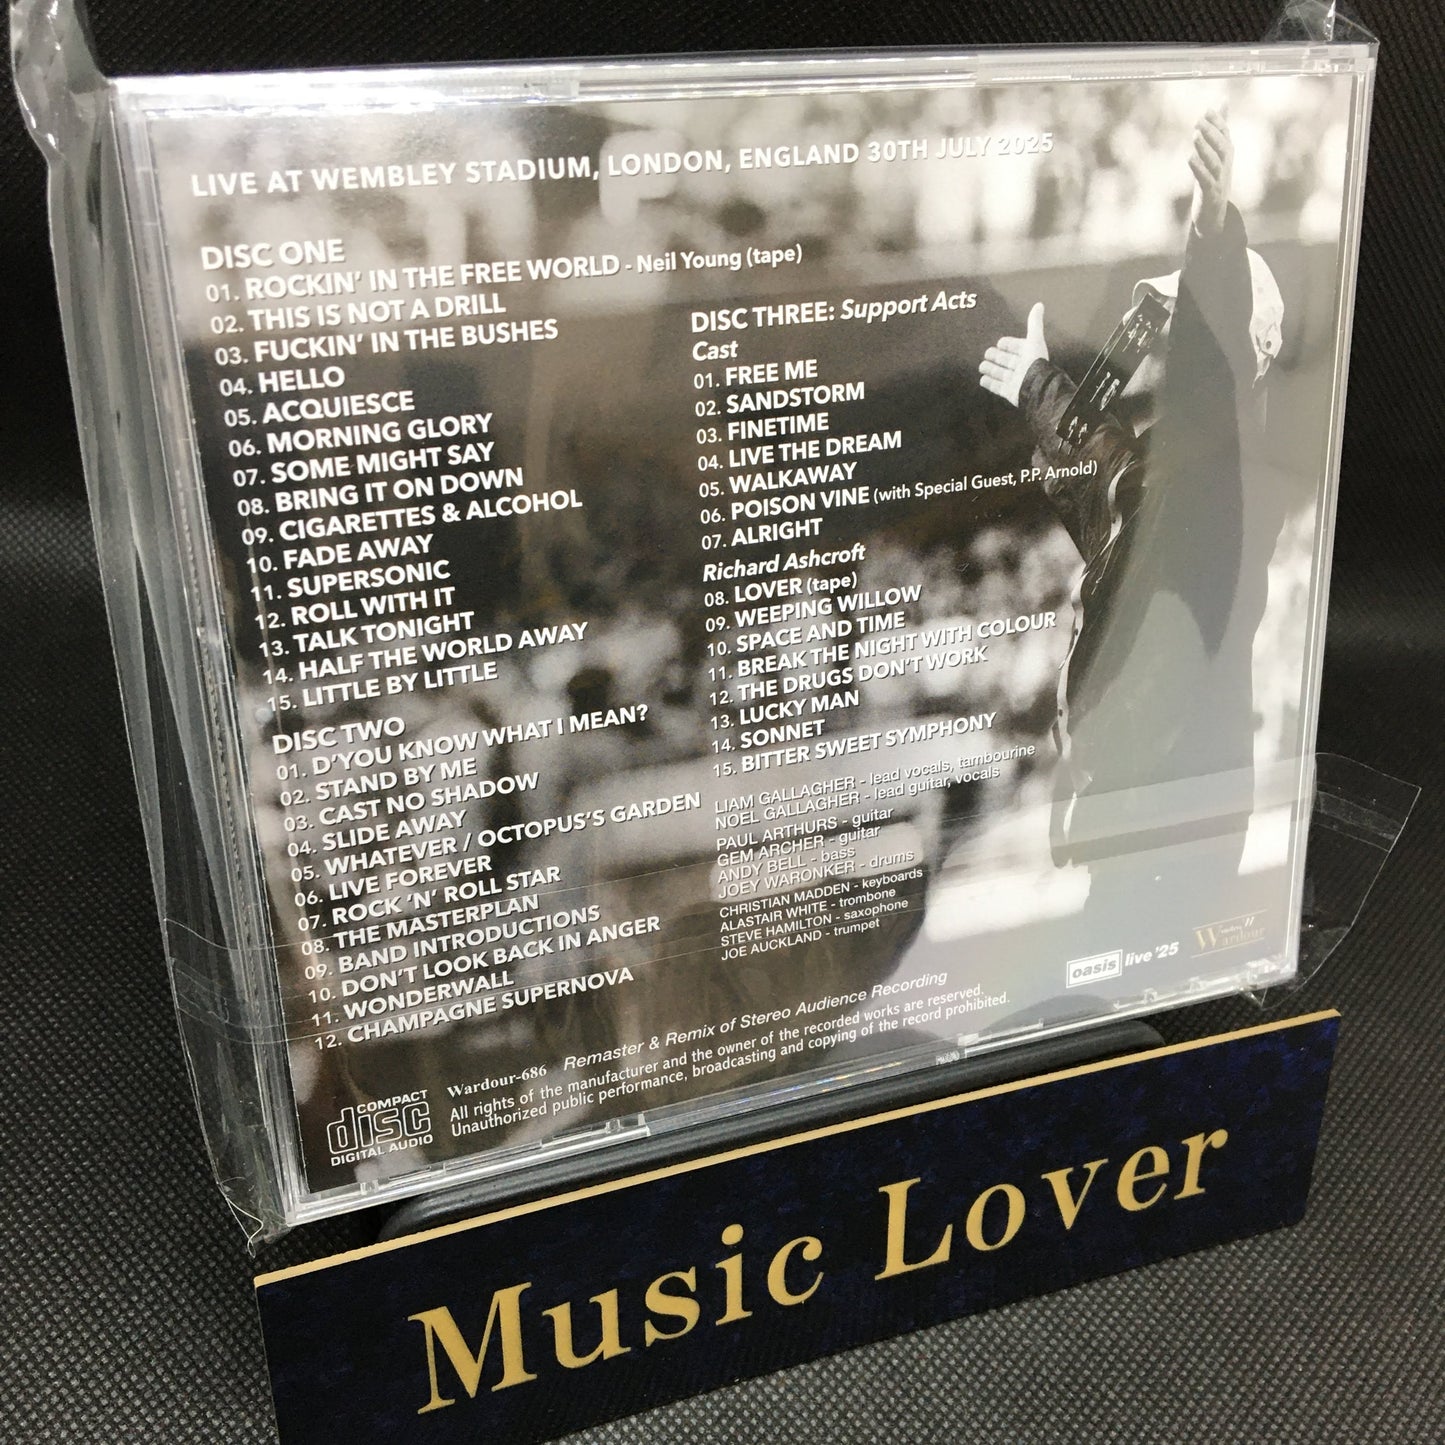 LIVE AT WEMBLEY STADIUM, LONDON, ENGLAND 30TH JULY 2025
DISC ONE
01. ROCKIN' IN THE FREE WORLD - Neil Young (tape)
02. THIS IS NOT A DRILL
03. FUCKIN' IN THE BUSHES
04. HELLO
05. ACQUIESCE
06. MORNING GLORY
07. SOME MIGHT SAY
08. BRING IT ON DOWN
09. CIGARETTES & ALCOHOL
10. FADE AWAY
11. SUPERSONIC
12. ROLL WITH IT
13. TALK TONIGHT
14. HALF THE WORLD AWAY
15. LITTLE BY LITTLE
DISC TWO
01. D'YOU KNOW WHAT I MEAN?
02. STAND BY ME
03. CAST NO SHADOW
04. SLIDE AWAY
05. WHATEVER / OCTOPUS'S GARDEN
06. LIVE FOREVER
07. ROCK 'N' ROLL STAR
08. THE MASTERPLAN
09. BAND INTRODUCTIONS
10. DON'T LOOK BACK IN ANGER
11. WONDERWALL
12. CHAMPAGNE SUPERNOVA
DISC THREE: Support Acts
Cast
01. FREE ME
02. SANDSTORM
03. FINETIME
04. LIVE THE DREAM
05. WALKAWAY
06. POISON VINE (with Special Guest, P.P. Arnold)
07. ALRIGHT
Richard Ashcroft
08. LOVER (tape)
09. WEEPING WILLOW
10. SPACE AND TIME
11. BREAK THE NIGHT WITH COLOUR
12. THE DRUGS DON'T WORK
13. LUCKY MAN
14. SONNET
15. BITTER SWEET SYMPHONY
LIAM GALLAGHER - lead vocals, tambourine
NOEL GALLAGHER - lead guitar, vocals
PAUL ARTHURS - guitar
GEM ARCHER - guitar
ANDY BELL - bass
JOEY WARONKER - drums
CHRISTIAN MADDEN - keyboards
ALASTAIR WHITE - trombone
STEVE HAMILTON - saxophone
JOE AUCKLAND - trumpet
oasis live '25
Wardour
COMPACT
disc
DIGITAL AUDIO
Wardour-686 Remaster & Remix of Stereo Audience Recording
All rights of the manufacturer and the owner of the recorded works are reserved.
Unauthorized public performance, broadcasting and copying of the record prohibited.
Music Lover